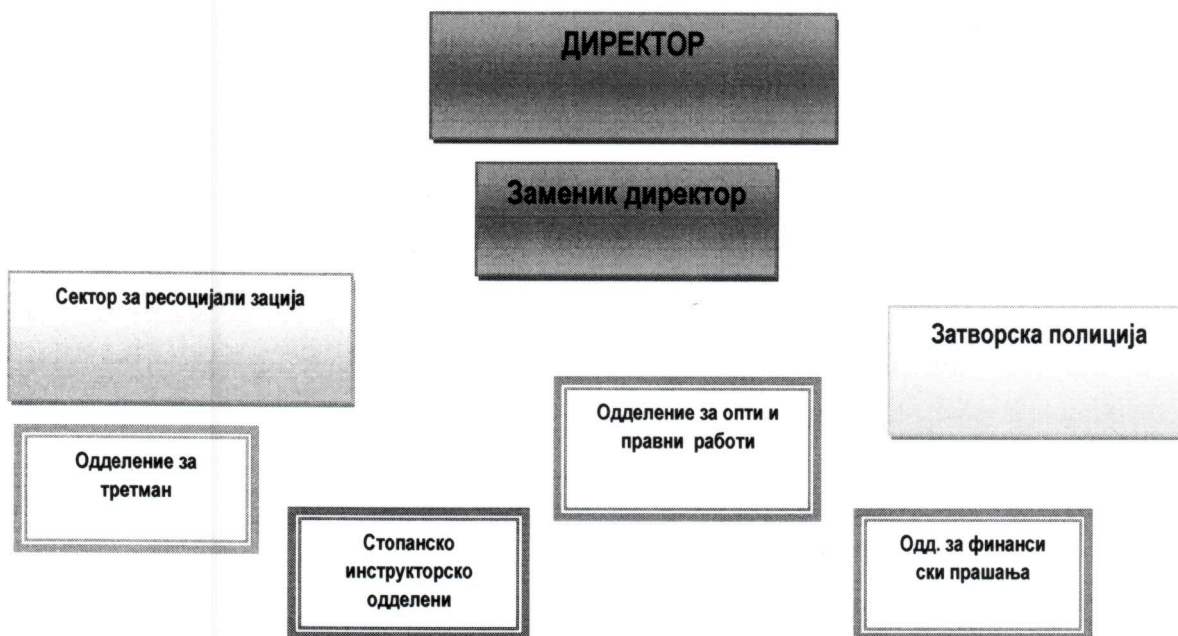 ДИРЕКТОР
Заменик директор
Сектор за ресоцијали зација
Затворска полиција
Одделение за опти и
правни работи
Одделение за
третман
Стопанско
инструкторско
одделени
Одд. за финанси
ски прашања